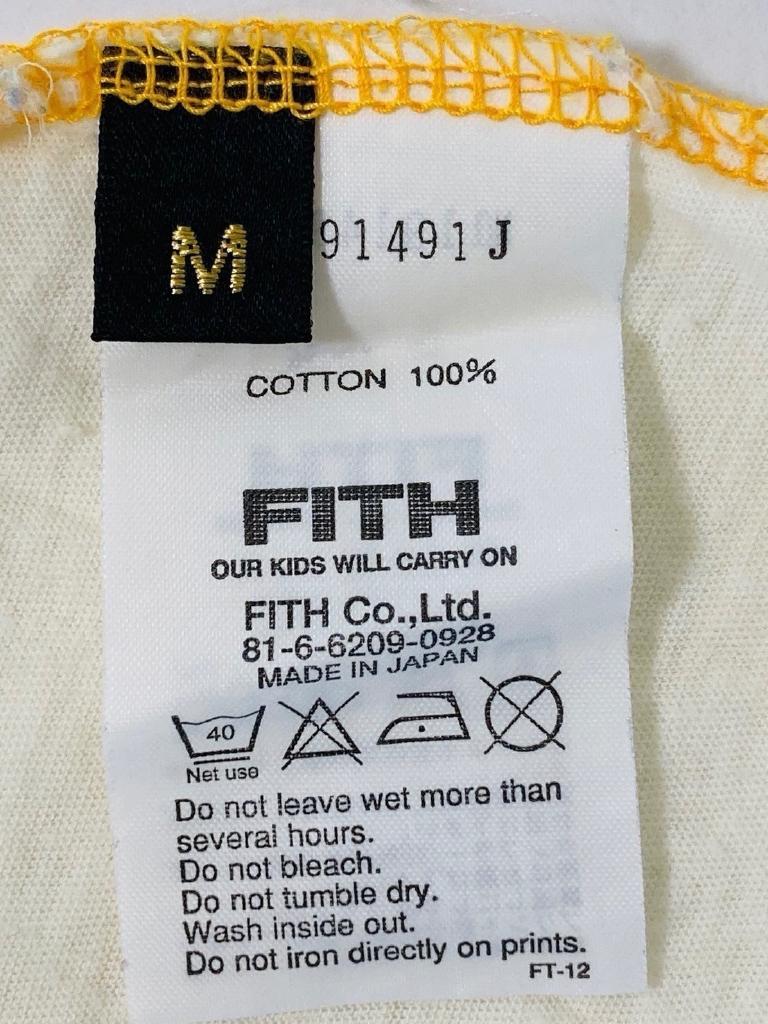 M
91491 J
COTTON 100%
FITH
OUR KIDS WILL CARRY ON
FITH Co.,Ltd.
81-6-6209-0928
MADE IN JAPAN
40
Net use
Do not leave wet more than
several hours.
Do not bleach.
Do not tumble dry.
Wash inside out.
Do not iron directly on prints.
FT-12